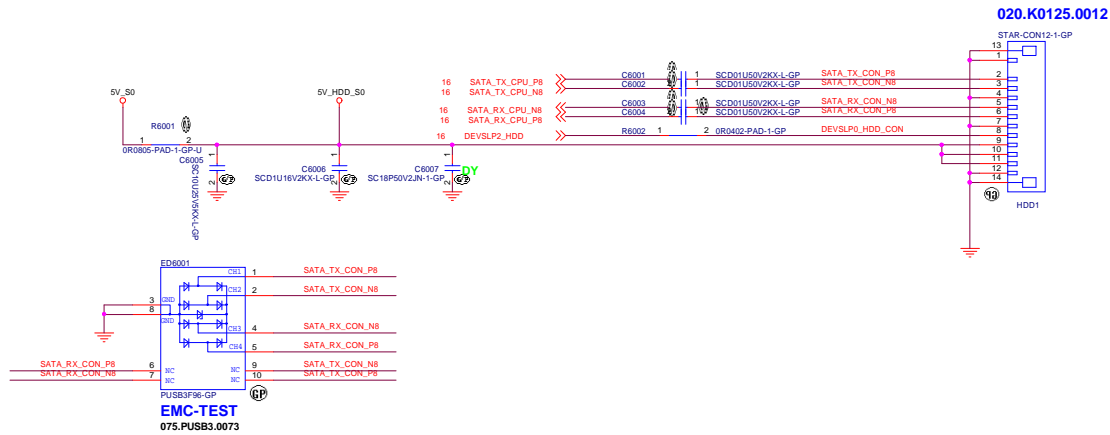 020.K0125.0012
STAR-CON12-1-GP
13
1
2
3
4
5
6
7
8
9
10
11
12
14
HDD1
16 SATA_TX_CPU_P8
16 SATA_TX_CPU_N8
16 SATA_RX_CPU_N8
16 SATA_RX_CPU_P8
16 DEVSLP2_HDD
C6001 1 SCD01U50V2KX-L-GP SATA_TX_CON_P8
C6002 1 SCD01U50V2KX-L-GP SATA_TX_CON_N8
C6003 1 SCD01U50V2KX-L-GP SATA_RX_CON_N8
C6004 1 SCD01U50V2KX-L-GP SATA_RX_CON_P8
R6002 1 2 0R0402-PAD-1-GP DEVSLP0_HDD_CON
5V_S0
5V_HDD_S0
R6001
1 2
0R0805-PAD-1-GP-U
C6005
1
2
SC10U25V5KX-L-GP
C6006
1
2
SCD1U16V2KX-L-GP
C6007
1
2
SC18P50V2JN-1-GP
DY
ED6001
CH1 1 SATA_TX_CON_P8
CH2 2 SATA_TX_CON_N8
3 GND
8 GND
CH3 4 SATA_RX_CON_N8
CH4 5 SATA_RX_CON_P8
SATA_RX_CON_P8 6 NC
SATA_RX_CON_N8 7 NC
NC 9 SATA_TX_CON_N8
NC 10 SATA_TX_CON_P8
PUSB3F96-GP
GP
EMC-TEST
075.PUSB3.0073